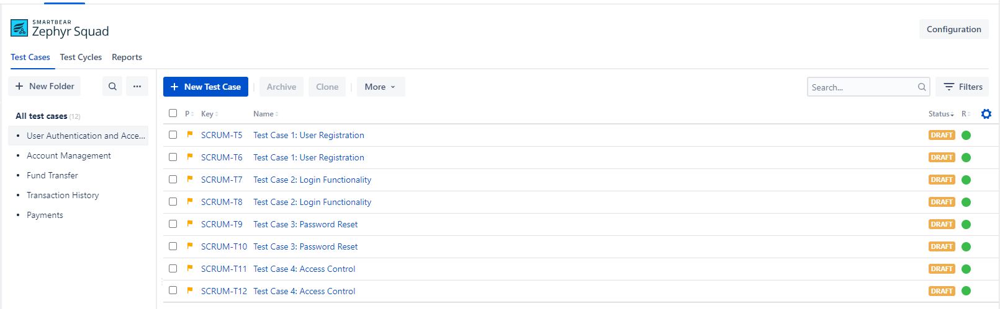 SMARTBEAR
Zephyr Squad
Configuration
Test Cases Test Cycles Reports
+ New Folder ...
+ New Test Case Archive Clone More Search... Filters
All test cases (12)
User Authentication and Acce...
Account Management
Fund Transfer
Transaction History
Payments
P Key Name Status R
SCRUM-T5 Test Case 1: User Registration DRAFT
SCRUM-T6 Test Case 1: User Registration DRAFT
SCRUM-T7 Test Case 2: Login Functionality DRAFT
SCRUM-T8 Test Case 2: Login Functionality DRAFT
SCRUM-T9 Test Case 3: Password Reset DRAFT
SCRUM-T10 Test Case 3: Password Reset DRAFT
SCRUM-T11 Test Case 4: Access Control DRAFT
SCRUM-T12 Test Case 4: Access Control DRAFT